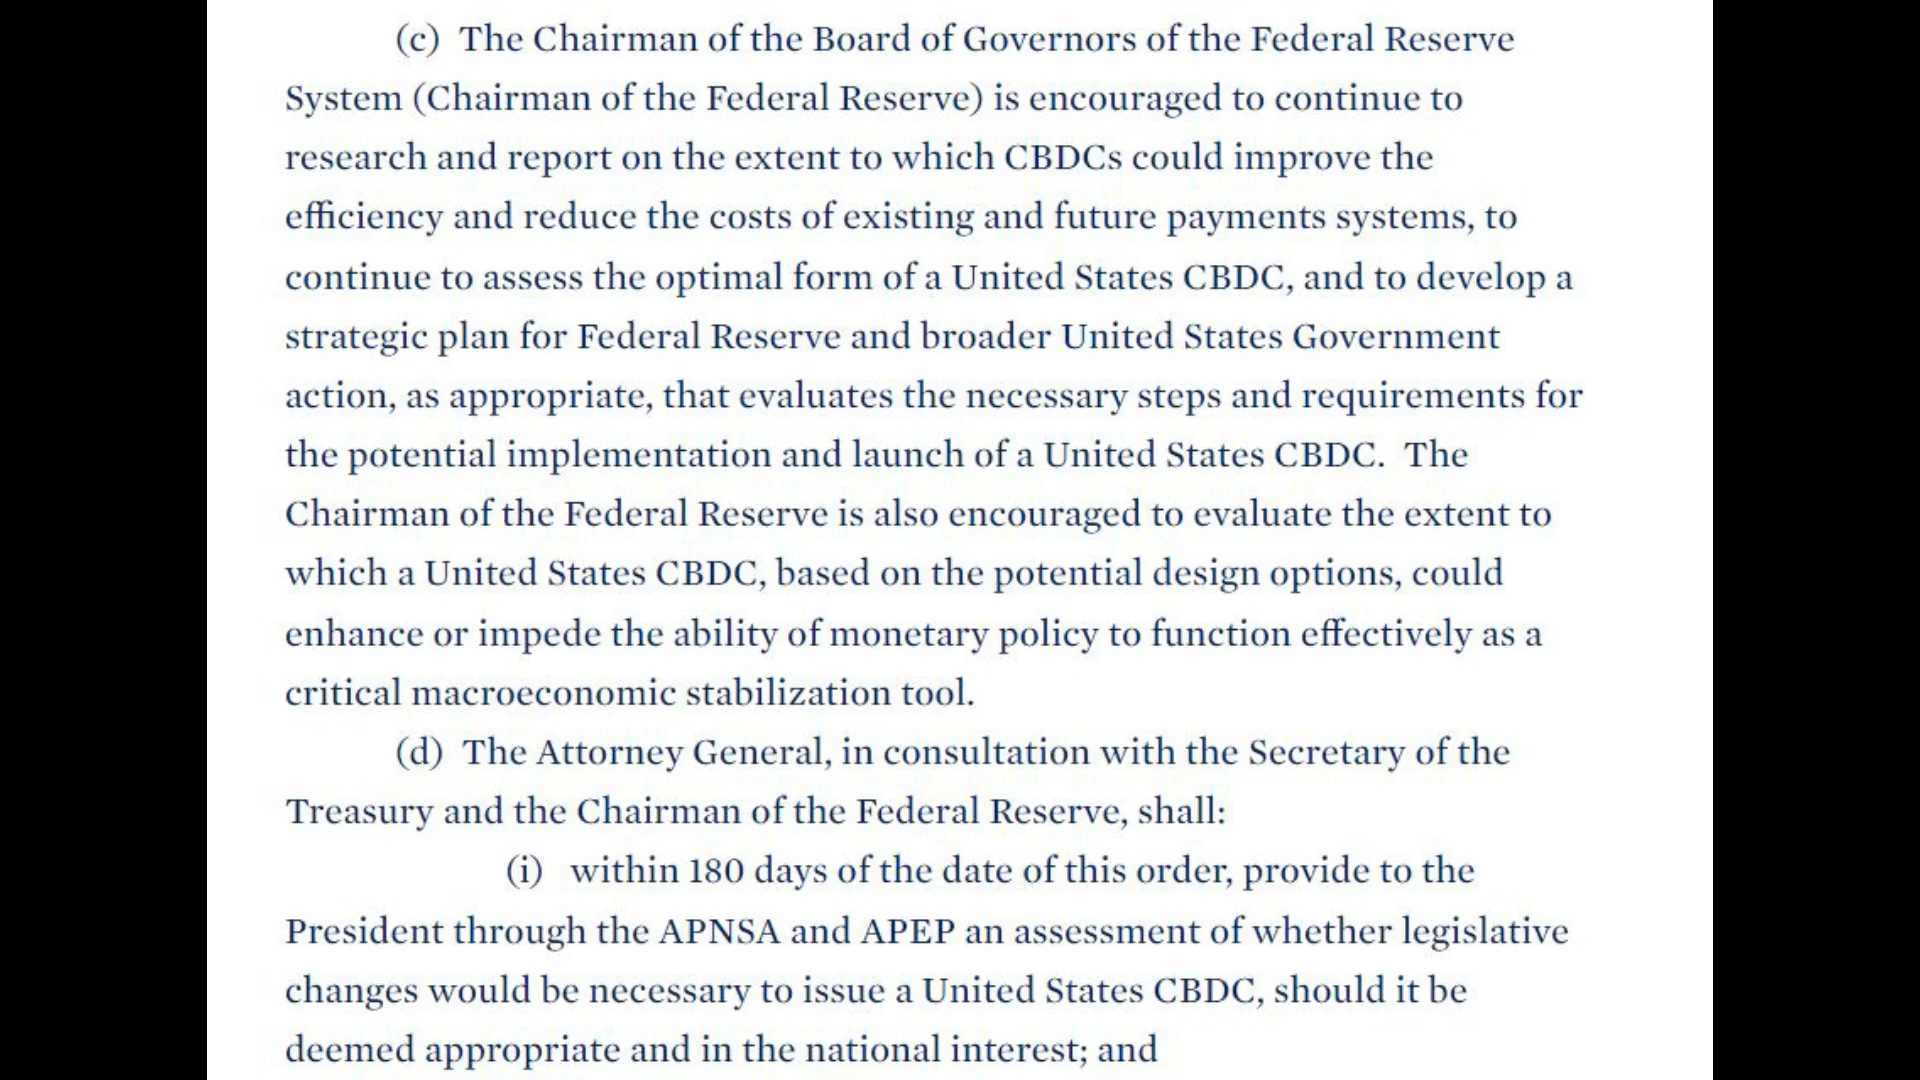 (c)  The Chairman of the Board of Governors of the Federal Reserve
System (Chairman of the Federal Reserve) is encouraged to continue to
research and report on the extent to which CBDCs could improve the
efficiency and reduce the costs of existing and future payments systems, to
continue to assess the optimal form of a United States CBDC, and to develop a
strategic plan for Federal Reserve and broader United States Government
action, as appropriate, that evaluates the necessary steps and requirements for
the potential implementation and launch of a United States CBDC.  The
Chairman of the Federal Reserve is also encouraged to evaluate the extent to
which a United States CBDC, based on the potential design options, could
enhance or impede the ability of monetary policy to function effectively as a
critical macroeconomic stabilization tool.
(d)  The Attorney General, in consultation with the Secretary of the
Treasury and the Chairman of the Federal Reserve, shall:
(i)   within 180 days of the date of this order, provide to the
President through the APNSA and APEP an assessment of whether legislative
changes would be necessary to issue a United States CBDC, should it be
deemed appropriate and in the national interest; and